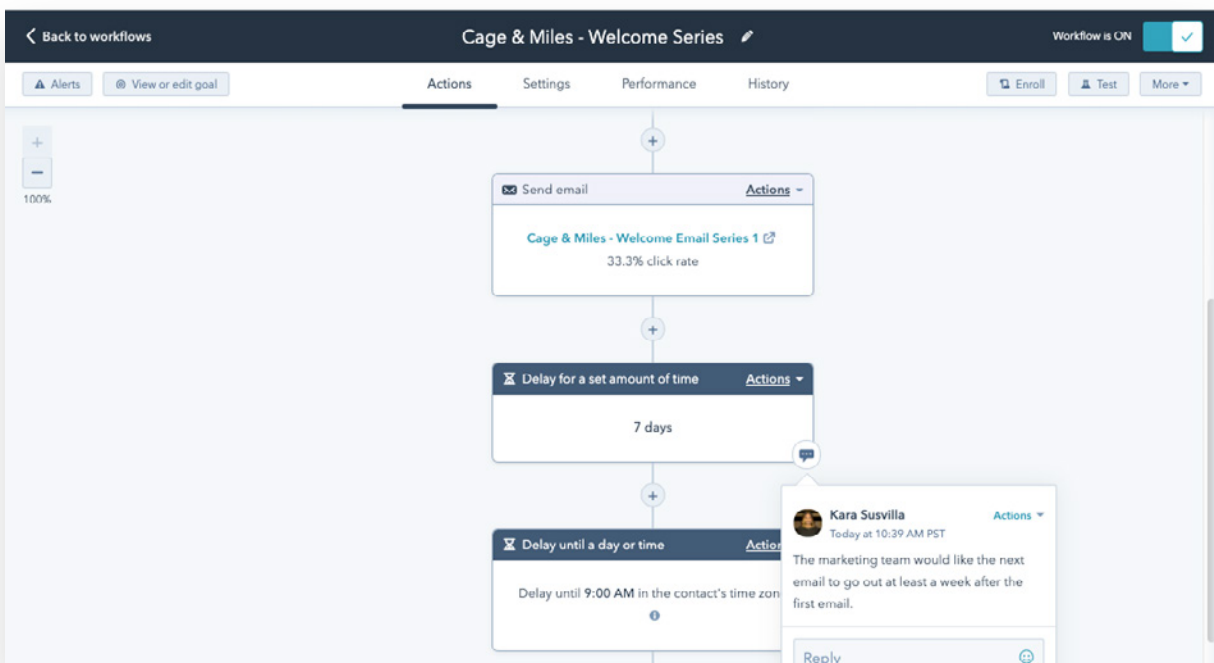 Back to workflows
Cage & Miles - Welcome Series
Workflow is ON
Alerts
View or edit goal
Actions
Settings
Performance
History
Enroll
Test
More
+
−
100%
+
Send email
Actions
Cage & Miles - Welcome Email Series 1
33.3% click rate
+
Delay for a set amount of time
Actions
7 days
+
Kara Susvilla
Actions
Today at 10:39 AM PST
The marketing team would like the next
email to go out at least a week after the
first email.
Reply
Delay until a day or time
Action
Delay until 9:00 AM in the contact's time zon